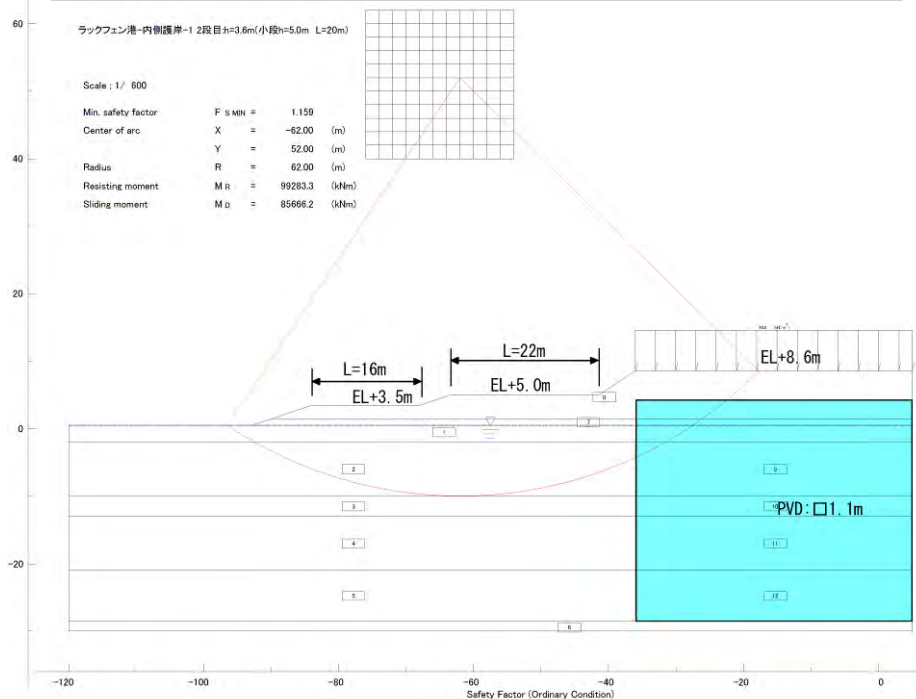 60
ラックフェン港-内側護岸-1 2段目:h=3.6m(小段h=5.0m L=20m)
Scale ; 1/ 600
Min. safety factor F S MIN = 1.159
Center of arc X = -62.00 (m)
Y = 52.00 (m)
Radius R = 62.00 (m)
Resisting moment M R = 99283.3 (kNm)
Sliding moment M D = 85666.2 (kNm)
40
20
L=16m
L=22m
EL+3.5m
EL+5.0m
EL+8.6m
8
7
0
1
2
9
3
10
PVD:□1.1m
4
11
-20
5
12
6
-120 -100 -80 -60 -40 -20 0
Safety Factor (Ordinary Condition)